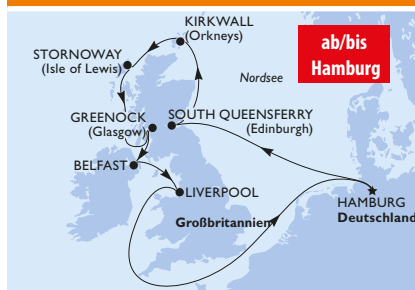 KIRKWALL
(Orkneys)
ab/bis
Hamburg
STORNOWAY
(Isle of Lewis)
Nordsee
GREENOCK
(Glasgow)
SOUTH QUEENSFERRY
(Edinburgh)
BELFAST
LIVERPOOL
HAMBURG
Deutschland
Großbritannien